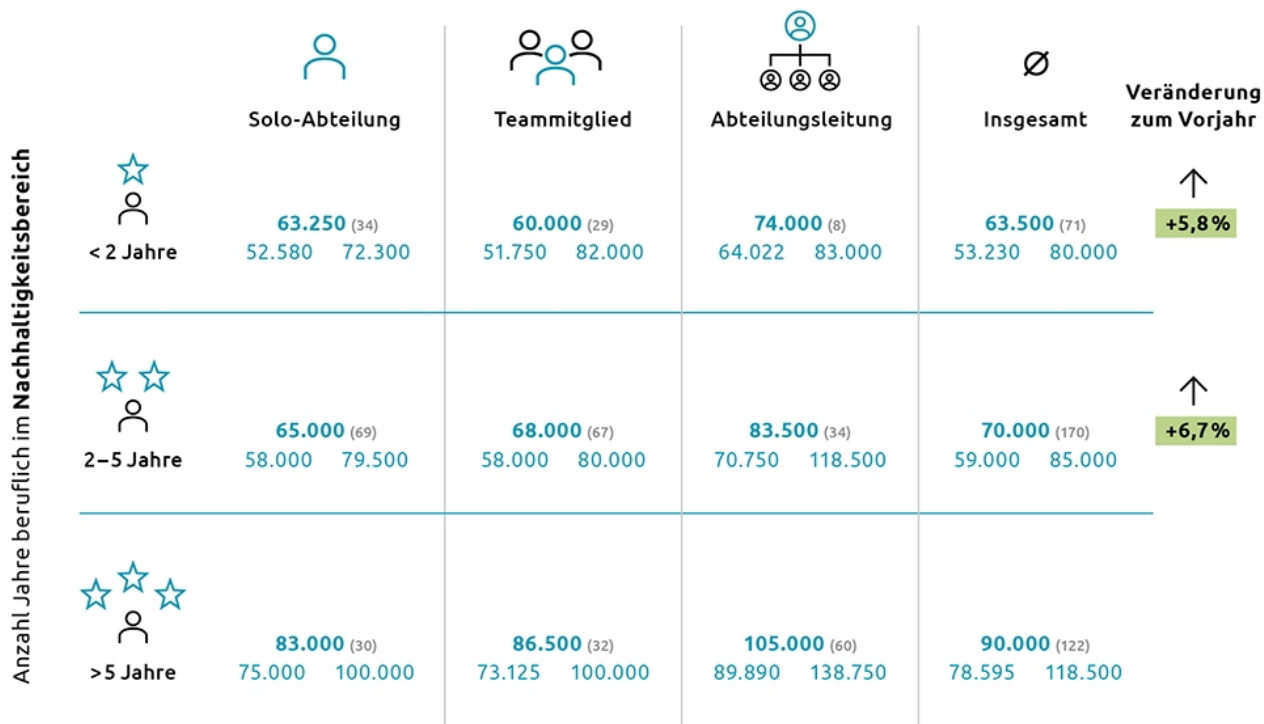 Solo-Abteilung
Teammitglied
Abteilungsleitung
Ø
Insgesamt
Veränderung
zum Vorjahr
Anzahl Jahre beruflich im Nachhaltigkeitsbereich
< 2 Jahre
63.250 (34)
52.580 72.300
60.000 (29)
51.750 82.000
74.000 (8)
64.022 83.000
63.500 (71)
53.230 80.000
+5,8 %
2–5 Jahre
65.000 (69)
58.000 79.500
68.000 (67)
58.000 80.000
83.500 (34)
70.750 118.500
70.000 (170)
59.000 85.000
+6,7 %
>5 Jahre
83.000 (30)
75.000 100.000
86.500 (32)
73.125 100.000
105.000 (60)
89.890 138.750
90.000 (122)
78.595 118.500